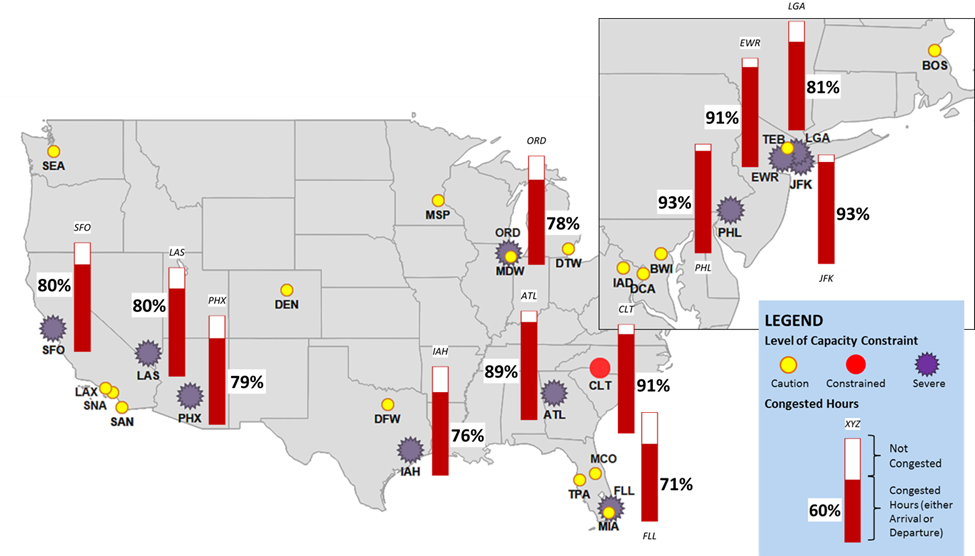 LGA
EWR
BOS
81%
91%
TEB
LGA
EWR
JFK
93%
93%
PHL
IAD
BWI
DCA
PHL
JFK
SEA
ORD
MSP
ORD
78%
MDW
DTW
SFO
LAS
80%
80%
PHX
DEN
SFO
LAS
79%
LAX
SNA
SAN
PHX
IAH
DFW
76%
IAH
ATL
CLT
89%
CLT
91%
ATL
MCO
TPA
FLL
71%
MIA
FLL
LEGEND
Level of Capacity Constraint
Caution
Constrained
Severe
Congested Hours
XYZ
Not
Congested
60%
Congested
Hours (either
Arrival or
Departure)